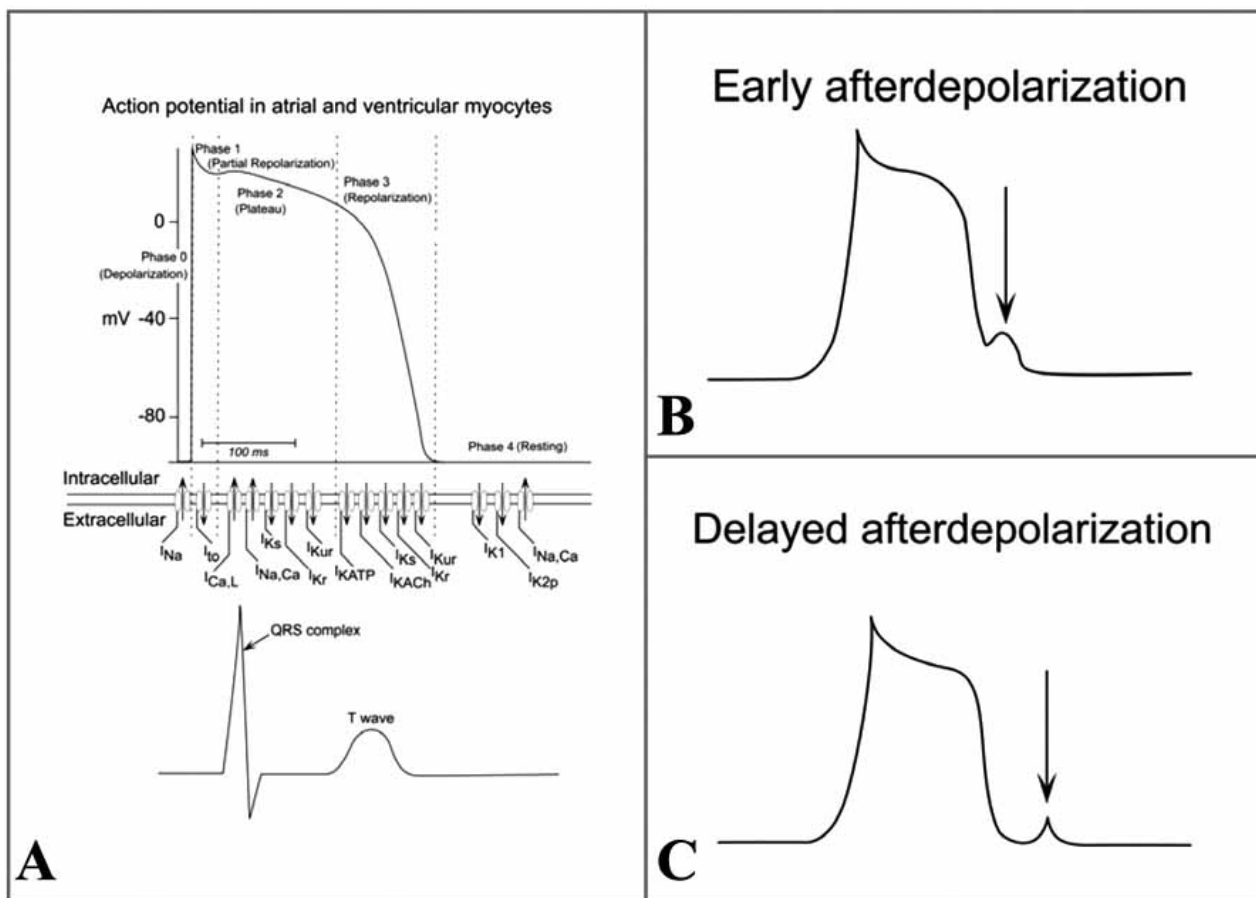 Action potential in atrial and ventricular myocytes
Phase 1
(Partial Repolarization)
Phase 2
(Plateau)
Phase 3
(Repolarization)
0
Phase 0
(Depolarization)
mV -40
-80
100 ms
Phase 4 (Resting)
Intracellular
Extracellular
INa
Ito
ICa,L
INa,Ca
IKs
IKr
IKur
IKATP
IKACh
IKs
IKr
IKur
IK1
IK2p
INa,Ca
QRS complex
T wave
A
Early afterdepolarization
B
Delayed afterdepolarization
C